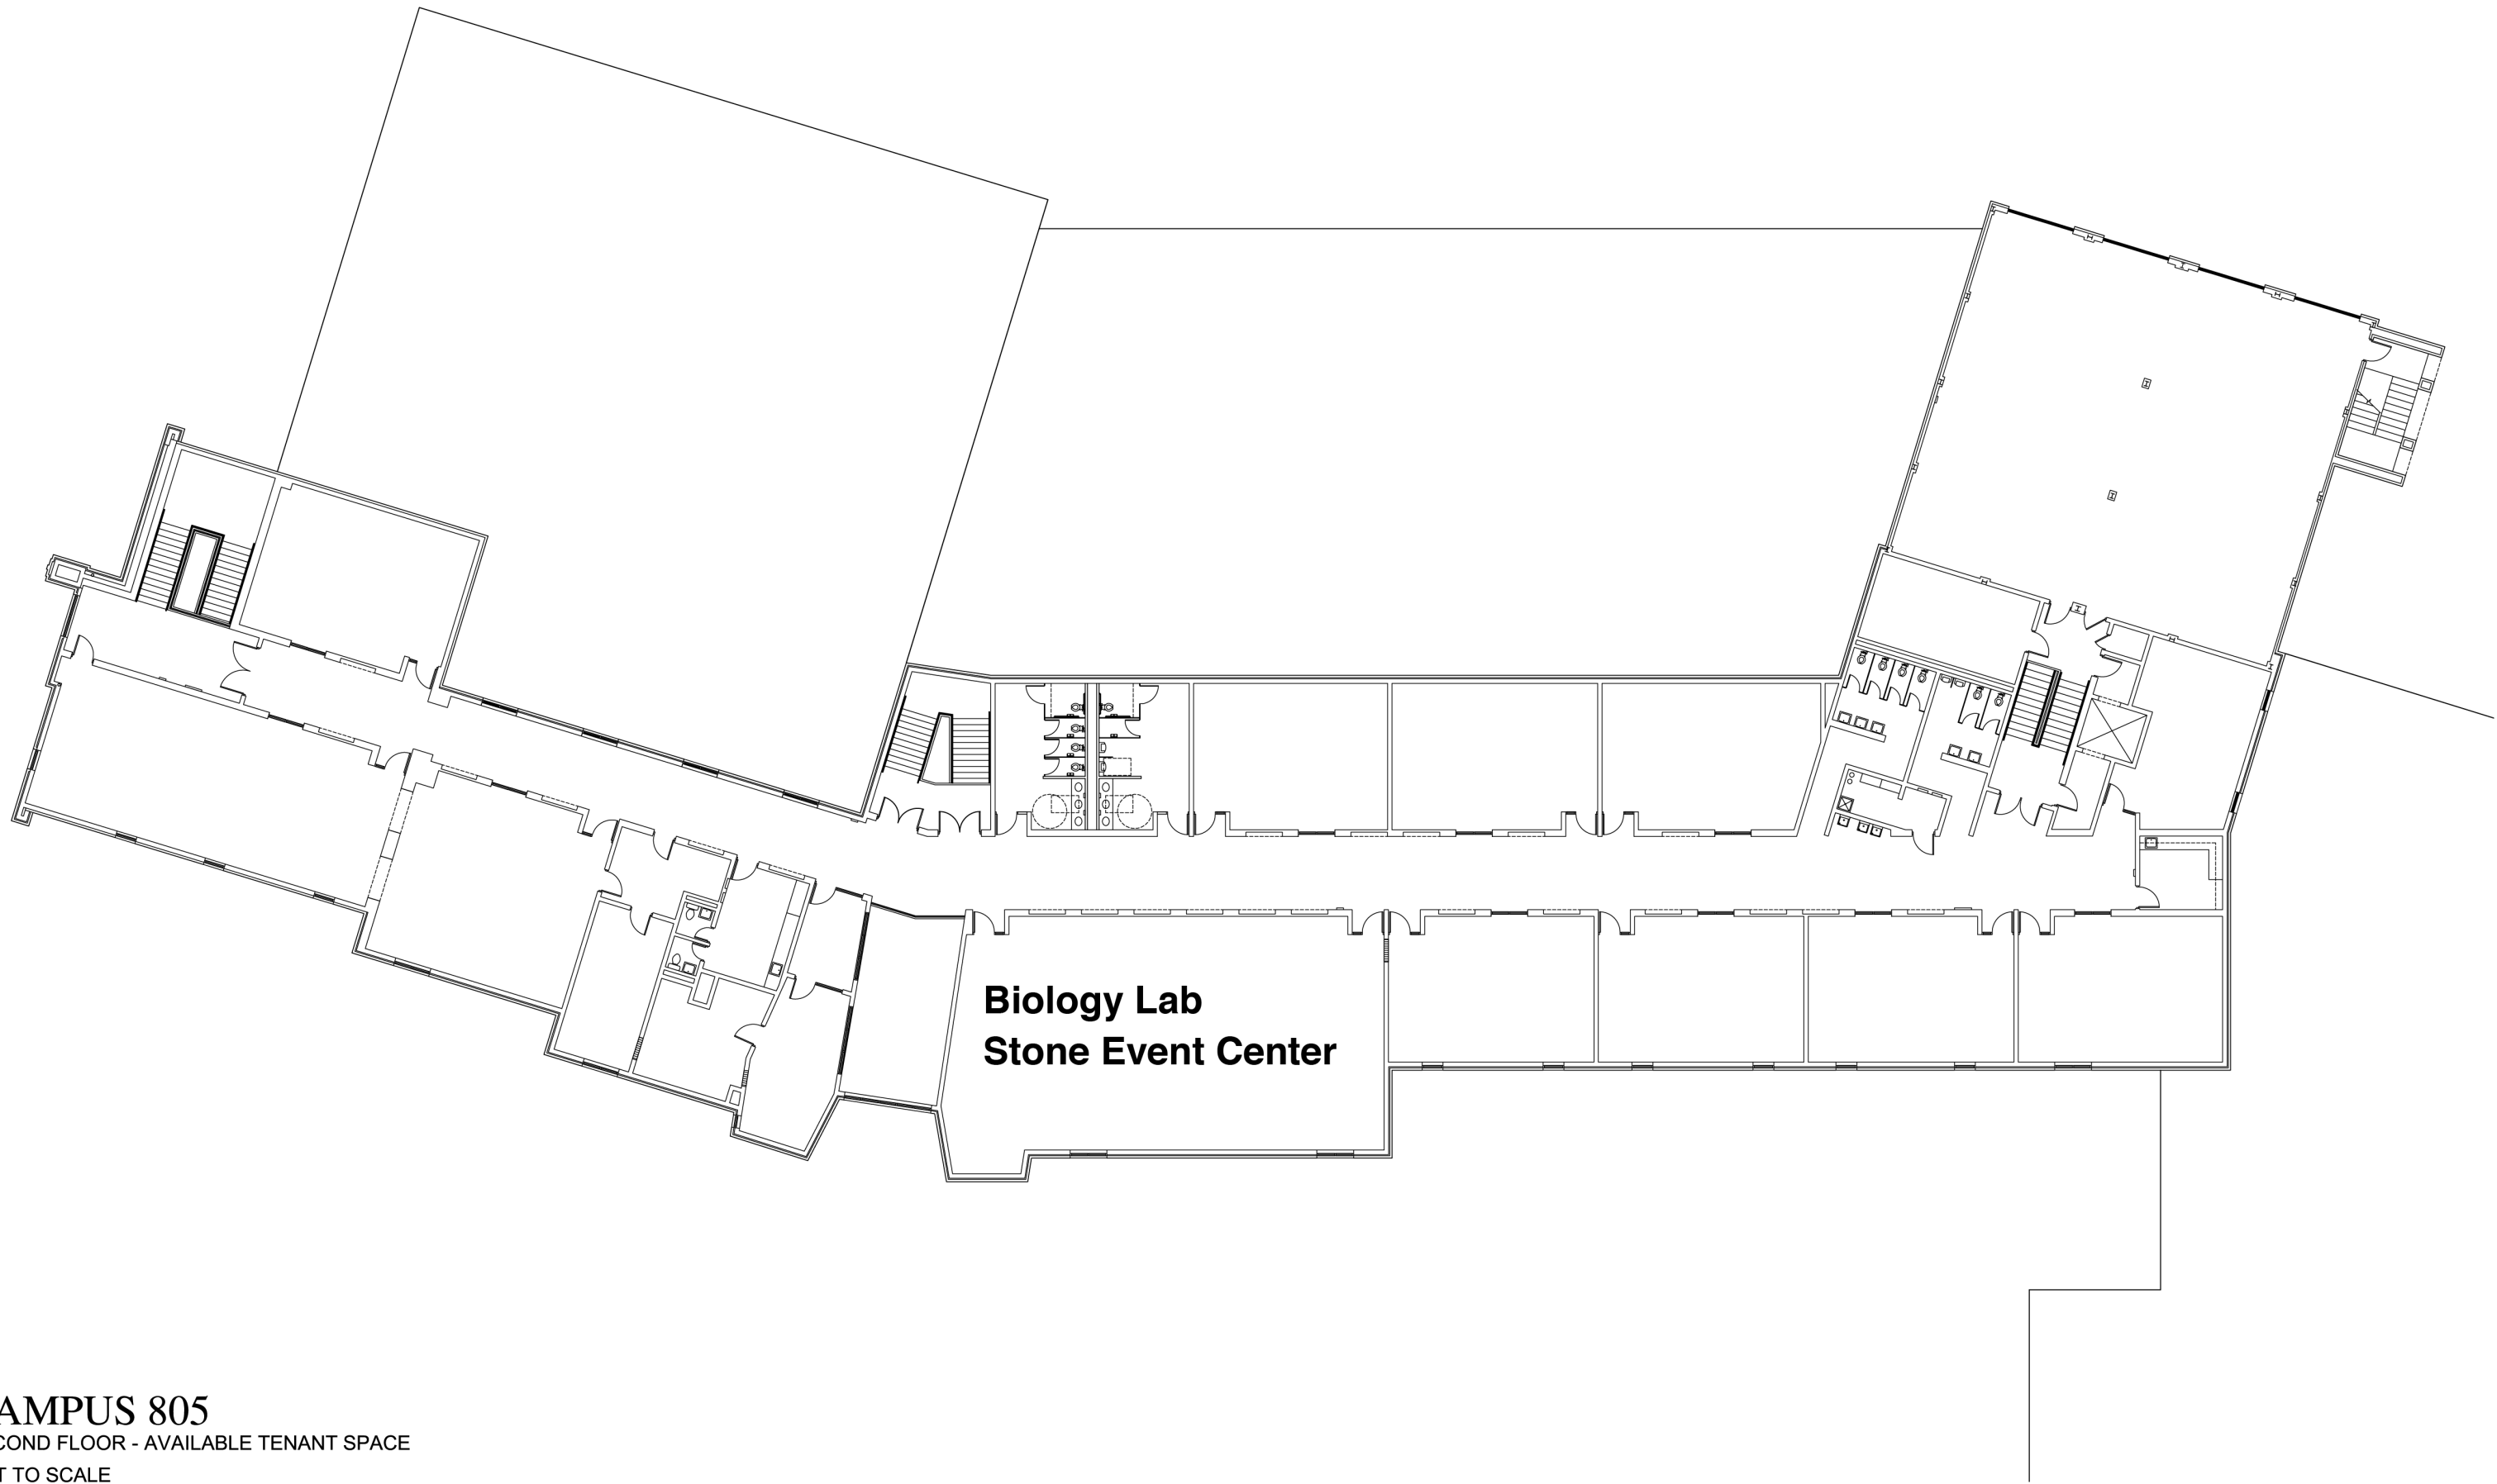 Biology Lab
Stone Event Center
AMPUS 805
COND FLOOR - AVAILABLE TENANT SPACE
T TO SCALE